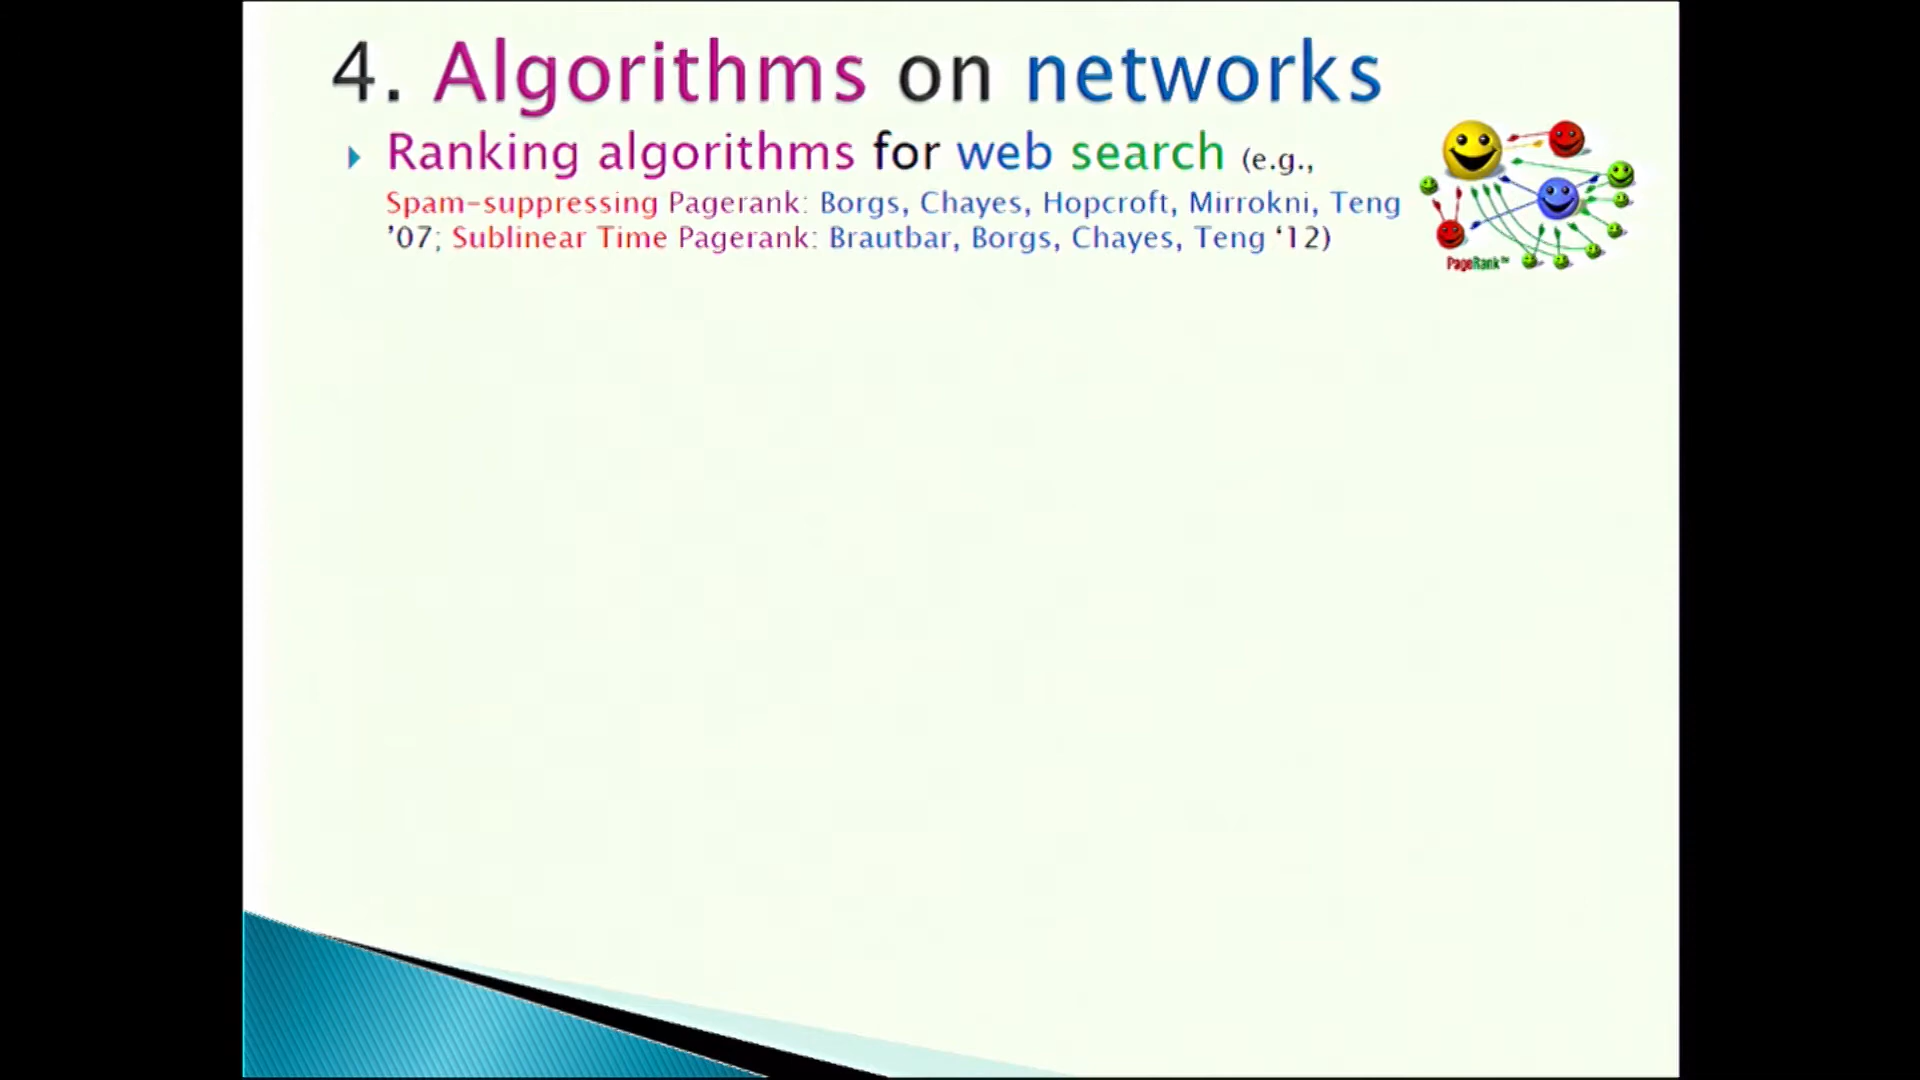 4. Algorithms on networks
Ranking algorithms for web search (e.g.,
Spam-suppressing Pagerank: Borgs, Chayes, Hopcroft, Mirrokni, Teng
’07; Sublinear Time Pagerank: Brautbar, Borgs, Chayes, Teng ‘12)
PageRank™